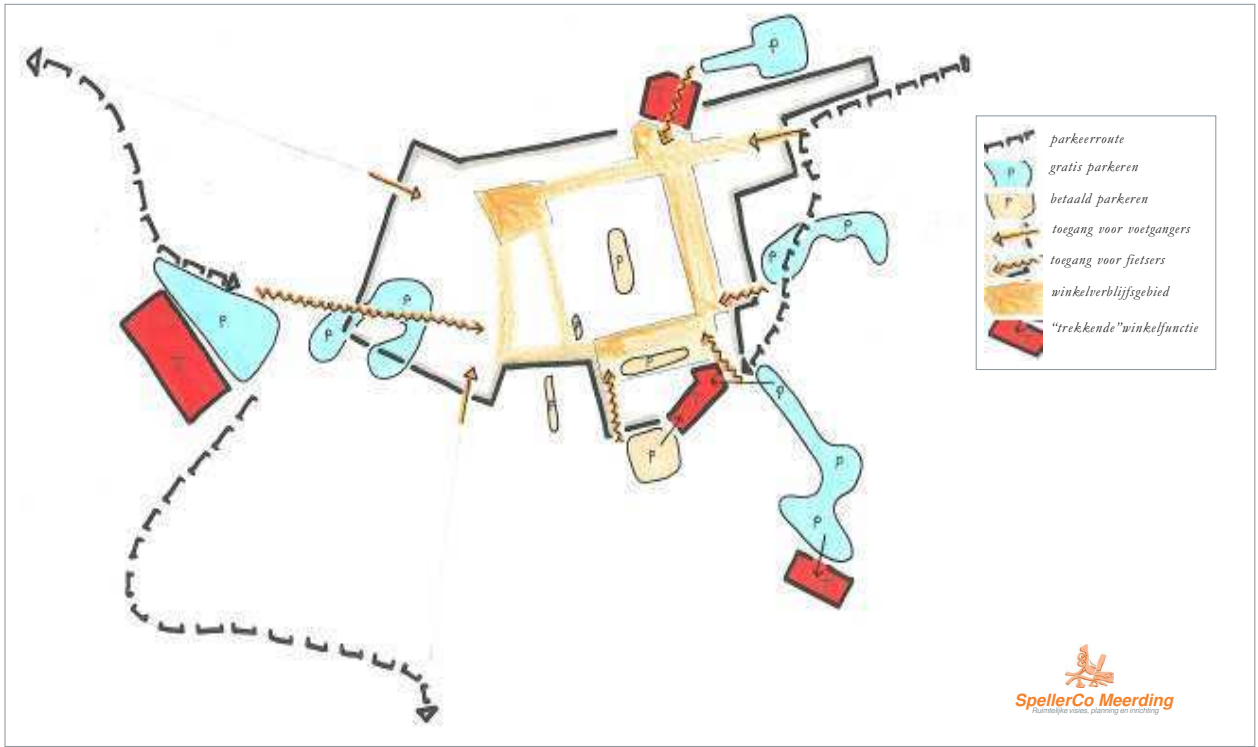 P
parkeerroute
gratis parkeren
P
betaald parkeren
P
toegang voor voetgangers
toegang voor fietsers
winkelverblijfsgebied
"trekkende"winkelfunctie
P
P
P
P
P
P
P
P
P
P
P
P
SpellerCo Meerding
Ruimtelijke visies, planning en inrichting